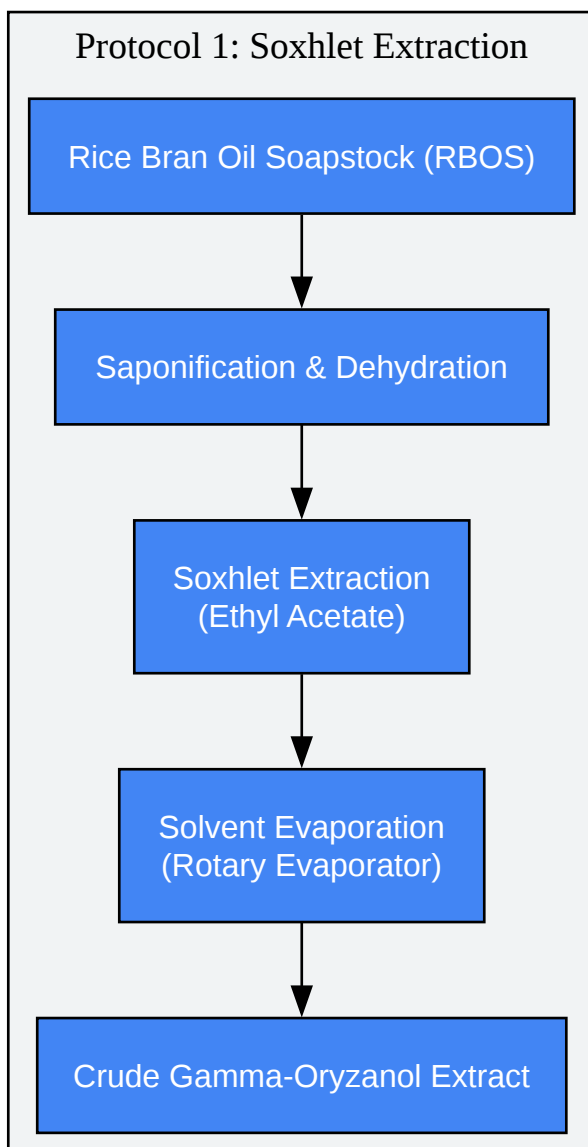 Protocol 1: Soxhlet Extraction
Rice Bran Oil Soapstock (RBOS)
Saponification & Dehydration
Soxhlet Extraction
(Ethyl Acetate)
Solvent Evaporation
(Rotary Evaporator)
Crude Gamma-Oryzanol Extract